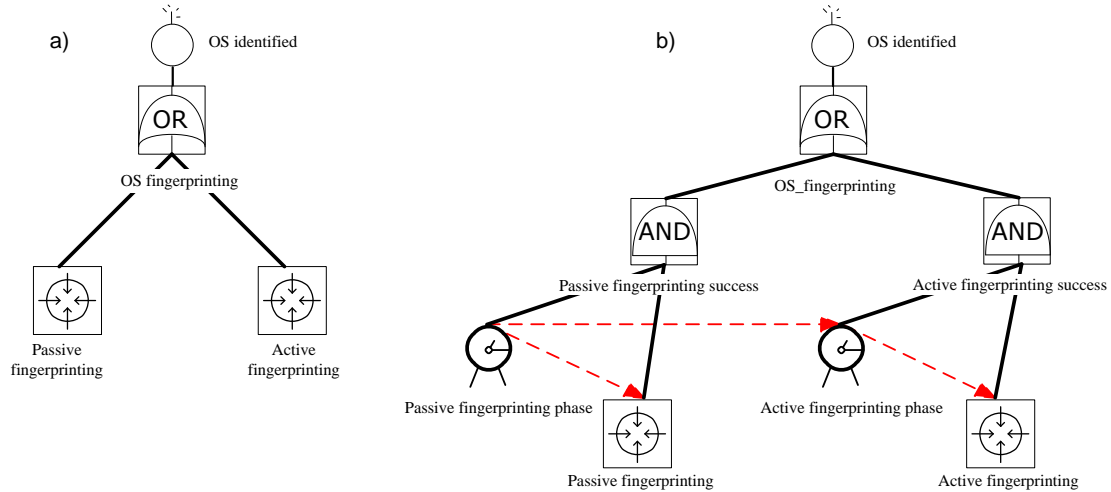 a)
OS identified
OR
OS fingerprinting
Passive
fingerprinting
Active
fingerprinting
b)
OS identified
OR
OS_fingerprinting
AND
AND
Passive fingerprinting success
Active fingerprinting success
Passive fingerprinting phase
Active fingerprinting phase
Passive fingerprinting
Active fingerprinting